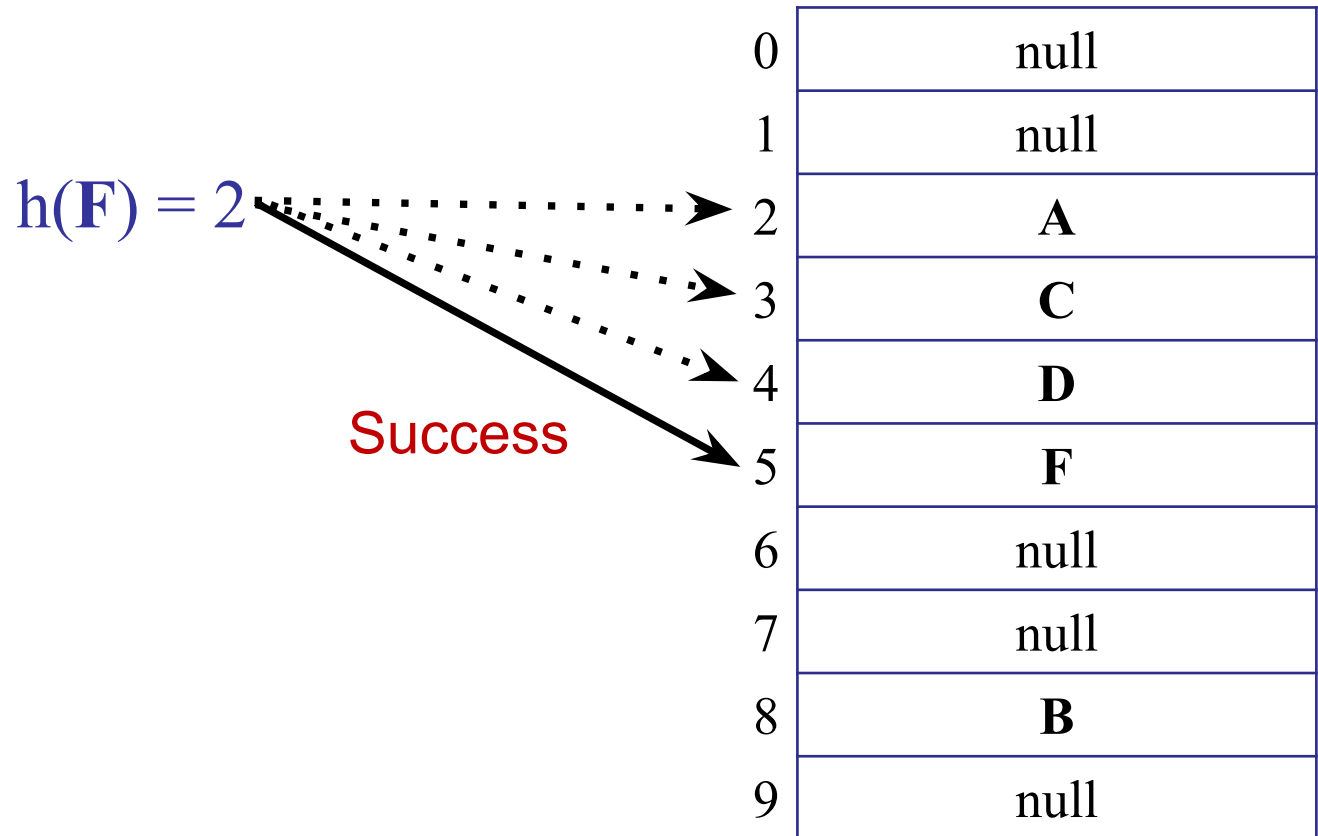 0 null
1 null
h(F) = 2
2 A
3 C
4 D
Success
5 F
6 null
7 null
8 B
9 null